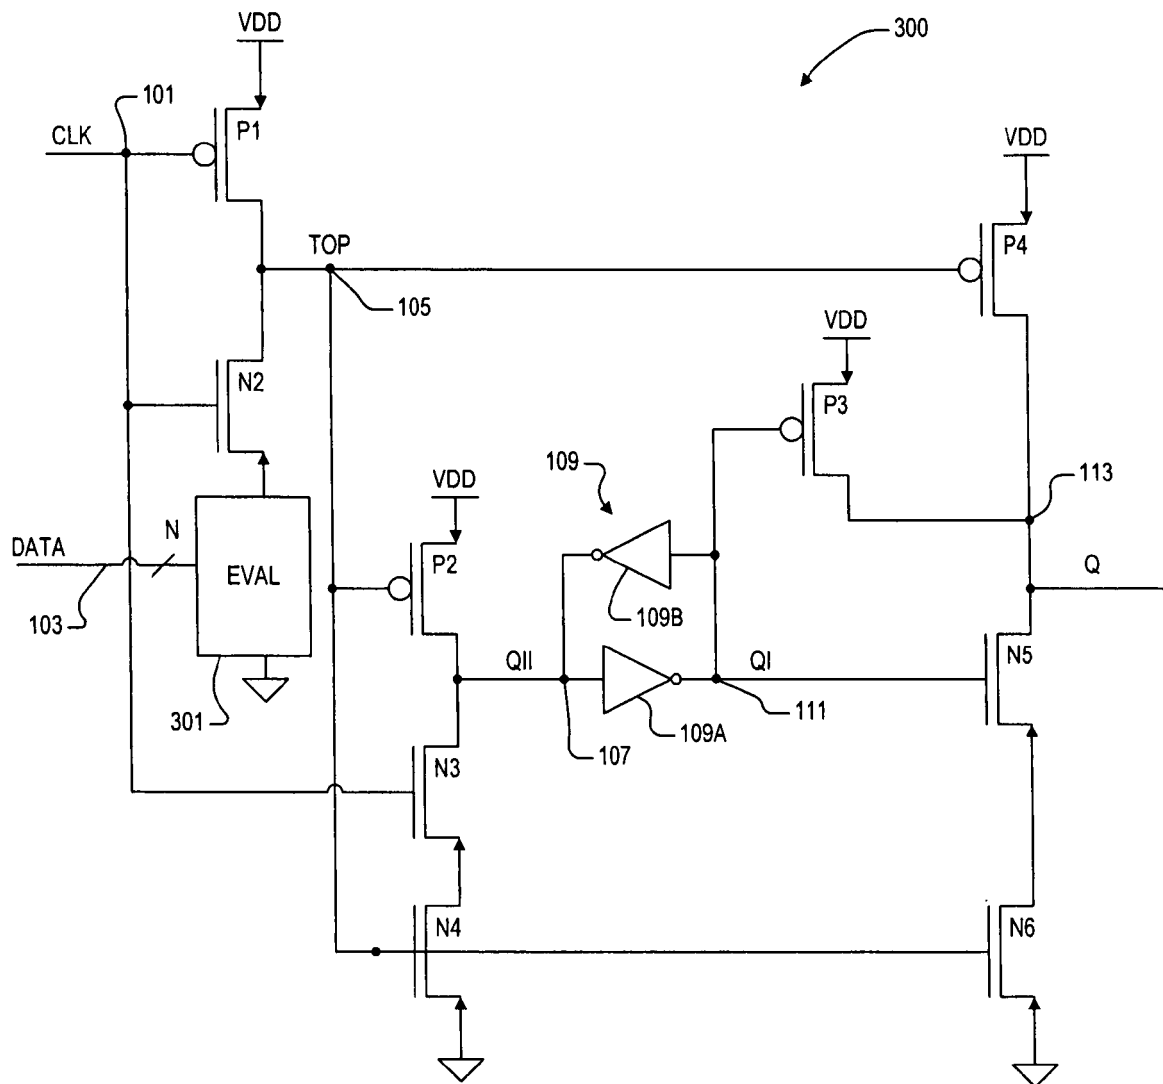 300
VDD
101
CLK
P1
VDD
P4
TOP
105
VDD
N2
P3
109
113
VDD
N
DATA
P2
EVAL
Q
103
109B
QII
QI
N5
301
109A
111
107
N3
N4
N6